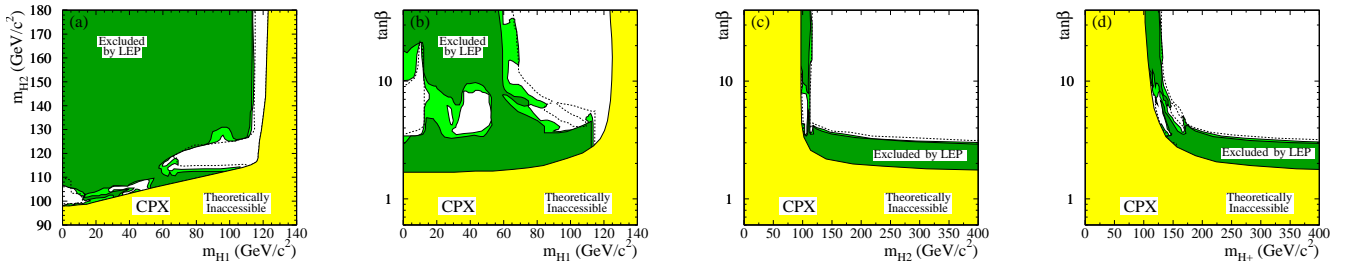 (a)
m_H2 (GeV/c²)
180
170
160
150
140
130
120
110
100
90
Excluded
by LEP
CPX
Theoretically
Inaccessible
0 20 40 60 80 100 120 140
m_H1 (GeV/c²)
(b)
tanβ
10
1
Excluded
by LEP
CPX
Theoretically
Inaccessible
0 20 40 60 80 100 120 140
m_H1 (GeV/c²)
(c)
tanβ
10
1
Excluded by LEP
CPX
Theoretically
Inaccessible
0 50 100 150 200 250 300 350 400
m_H2 (GeV/c²)
(d)
tanβ
10
1
Excluded by LEP
CPX
Theoretically
Inaccessible
0 50 100 150 200 250 300 350 400
m_H+ (GeV/c²)